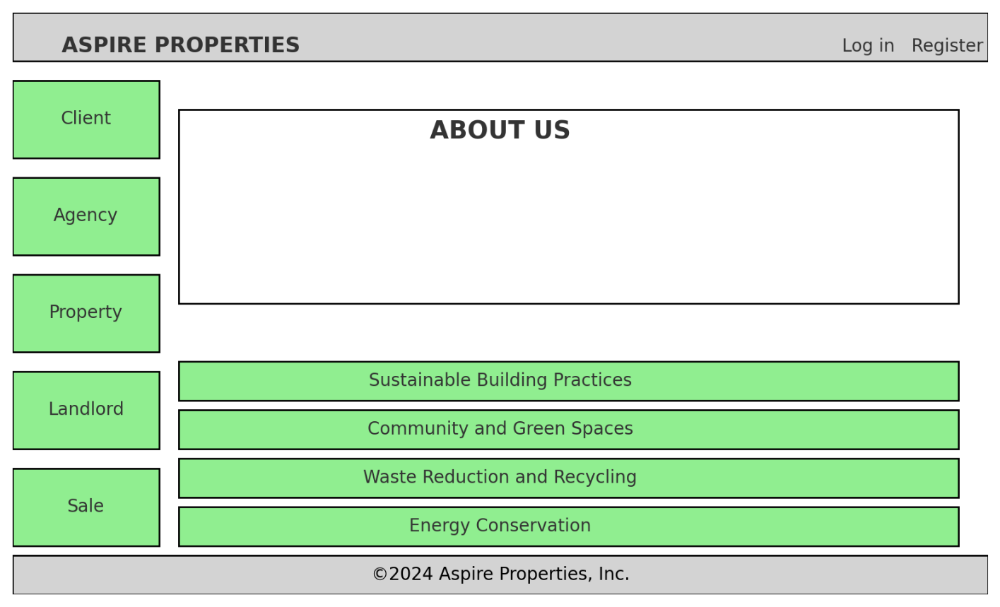 ASPIRE PROPERTIES
Log in Register
Client
Agency
Property
Landlord
Sale
ABOUT US
Sustainable Building Practices
Community and Green Spaces
Waste Reduction and Recycling
Energy Conservation
©2024 Aspire Properties, Inc.